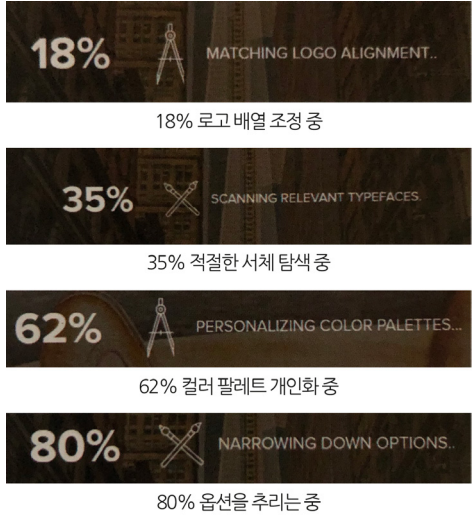 18% MATCHING LOGO ALIGNMENT..
18% 로고 배열 조정 중
35% SCANNING RELEVANT TYPEFACES.
35% 적절한 서체 탐색 중
62% PERSONALIZING COLOR PALETTES...
62% 컬러 팔레트 개인화 중
80% NARROWING DOWN OPTIONS..
80% 옵션을 추리는 중